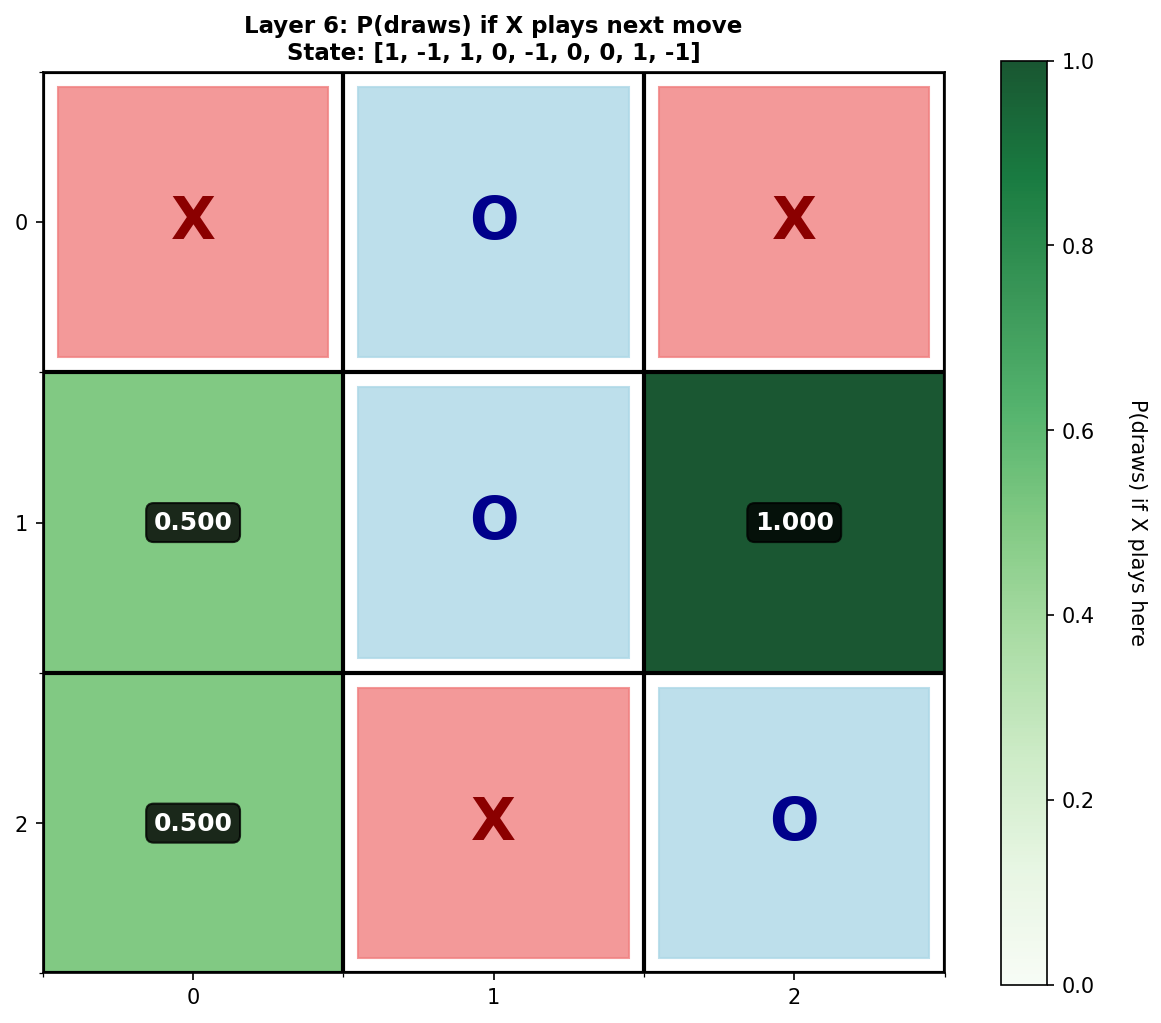 Layer 6: P(draws) if X plays next move
State: [1, -1, 1, 0, -1, 0, 0, 1, -1]
X O X
0
0.500 O 1.000
1
0.500 X O
2
0 1 2
1.0
0.8
0.6
0.4
0.2
0.0
P(draws) if X plays here